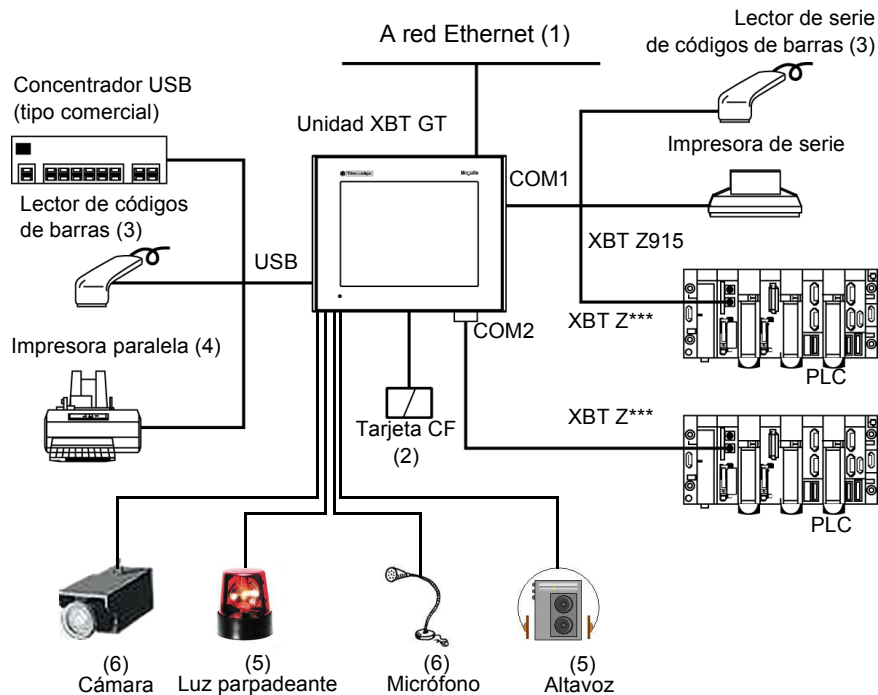 A red Ethernet (1)
Lector de serie
de códigos de barras (3)
Concentrador USB
(tipo comercial)
Unidad XBT GT
Impresora de serie
COM1
Magelis
Lector de códigos
de barras (3)
USB
XBT Z915
COM2
XBT Z***
PLC
Impresora paralela (4)
Tarjeta CF
(2)
XBT Z***
PLC
(6)
Cámara
(5)
Luz parpadeante
(6)
Micrófono
(5)
Altavoz